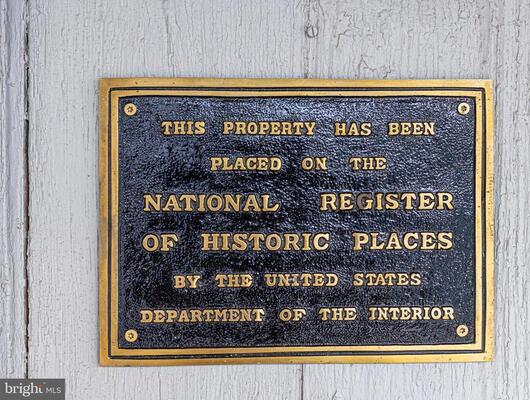 THIS PROPERTY HAS BEEN
PLACED ON THE
NATIONAL REGISTER
OF HISTORIC PLACES
BY THE UNITED STATES
DEPARTMENT OF THE INTERIOR
bright MLS